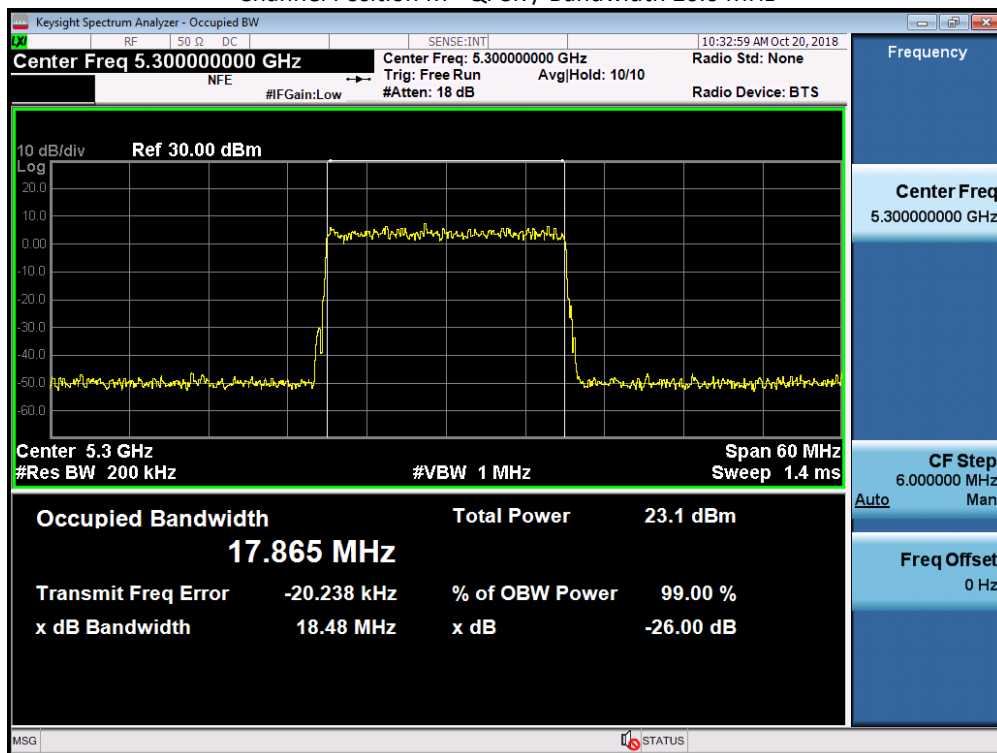 Keysight Spectrum Analyzer - Occupied BW
LXI RF 50 Ω DC SENSE:INT 10:32:59 AM Oct 20, 2018
Center Freq 5.300000000 GHz Center Freq: 5.300000000 GHz Radio Std: None
NFE Trig: Free Run Avg|Hold: 10/10
#IFGain:Low #Atten: 18 dB Radio Device: BTS
10 dB/div Ref 30.00 dBm
Log
20.0
10.0
0.00
-10.0
-20.0
-30.0
-40.0
-50.0
-60.0
Center 5.3 GHz Span 60 MHz
#Res BW 200 kHz #VBW 1 MHz Sweep 1.4 ms
Occupied Bandwidth Total Power 23.1 dBm
17.865 MHz
Transmit Freq Error -20.238 kHz % of OBW Power 99.00 %
x dB Bandwidth 18.48 MHz x dB -26.00 dB
MSG STATUS
Frequency
Center Freq
5.300000000 GHz
CF Step
6.000000 MHz
Auto Man
Freq Offset
0 Hz